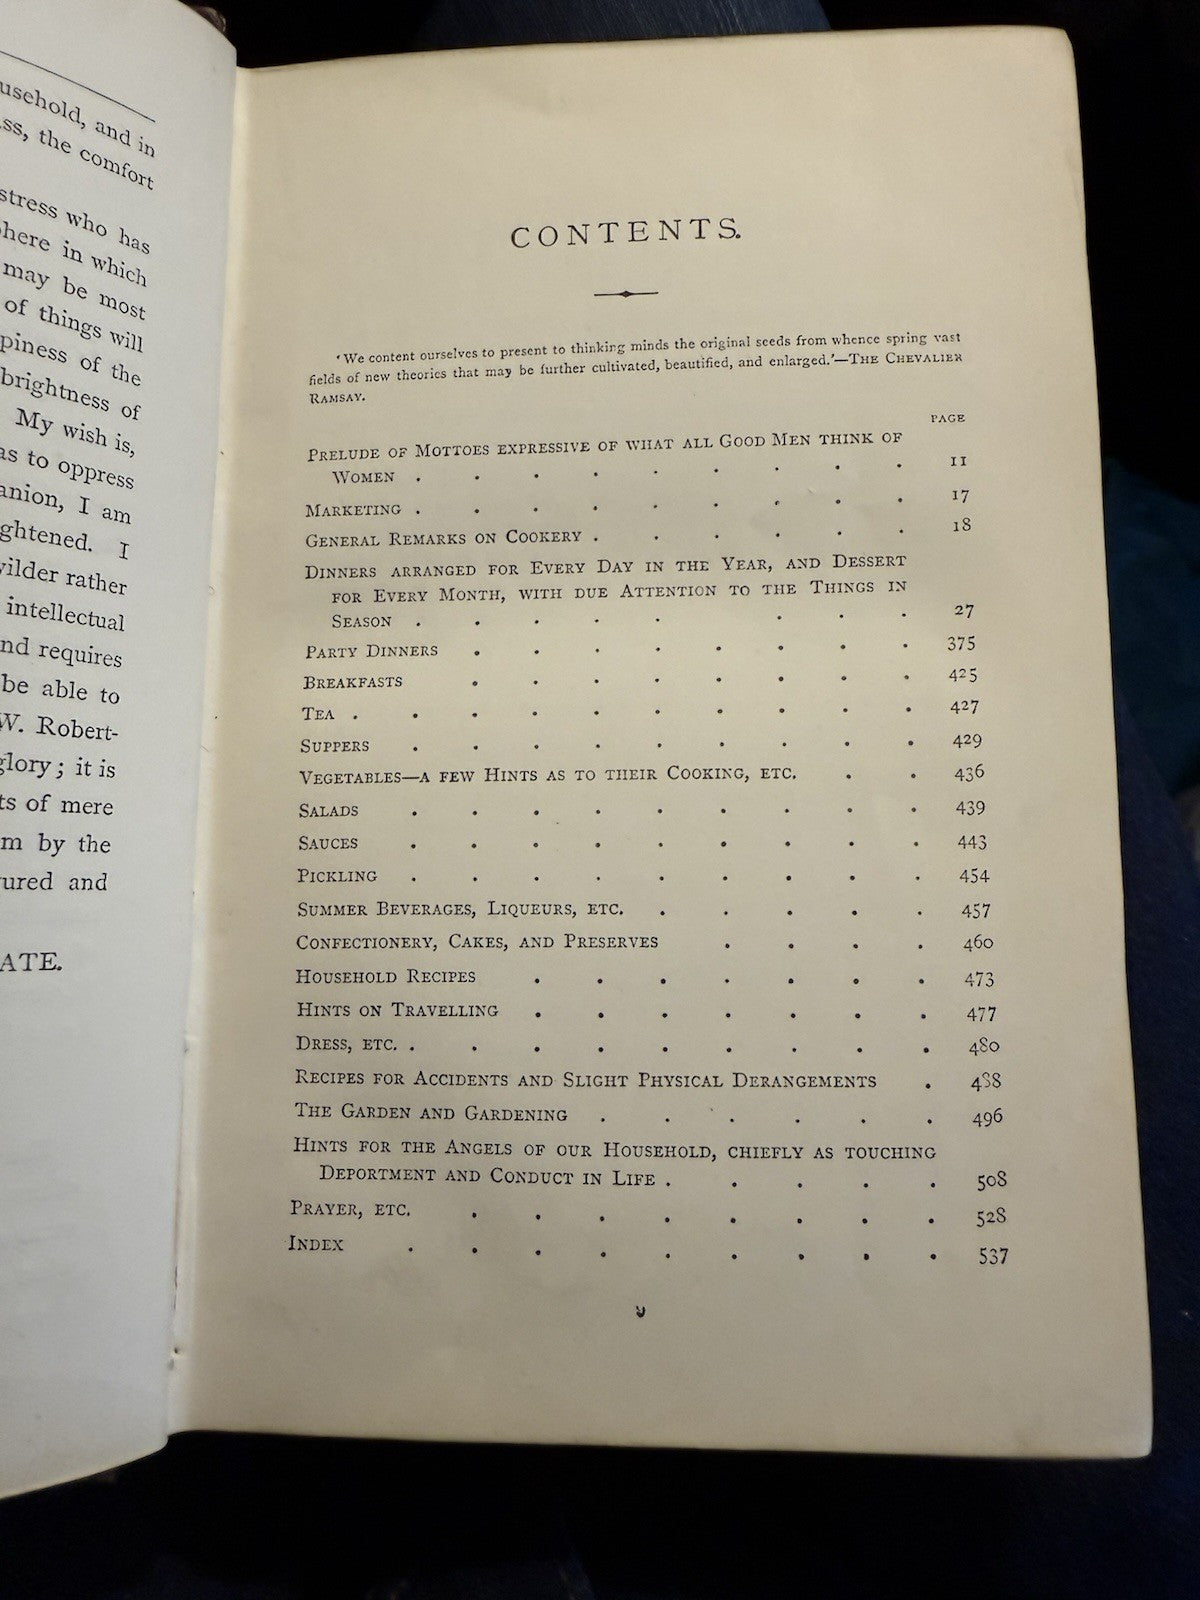 usehold, and in
ss, the comfort
stress who has
here in which
may be most
of things will
piness of the
brightness of
My wish is,
as to oppress
anion, I am
ghtened. I
vilder rather
intellectual
nd requires
be able to
W. Robert-
glory; it is
ts of mere
m by the
ured and
ATE.
CONTENTS.
'We content ourselves to present to thinking minds the original seeds from whence spring vast
fields of new theories that may be further cultivated, beautified, and enlarged.'—THE CHEVALIER
RAMSAY.
PAGE
PRELUDE OF MOTTOES EXPRESSIVE OF WHAT ALL GOOD MEN THINK OF
WOMEN . . . . . . . . . 11
MARKETING . . . . . . . . . 17
GENERAL REMARKS ON COOKERY . . . . . . 18
DINNERS ARRANGED FOR EVERY DAY IN THE YEAR, AND DESSERT
FOR EVERY MONTH, WITH DUE ATTENTION TO THE THINGS IN
SEASON . . . . . . . . 27
PARTY DINNERS . . . . . . . . 375
BREAKFASTS . . . . . . . . 425
TEA . . . . . . . . . . 427
SUPPERS . . . . . . . . . 429
VEGETABLES—A FEW HINTS AS TO THEIR COOKING, ETC. . . 436
SALADS . . . . . . . . . 439
SAUCES . . . . . . . . . 443
PICKLING . . . . . . . . . 454
SUMMER BEVERAGES, LIQUEURS, ETC. . . . . . 457
CONFECTIONERY, CAKES, AND PRESERVES . . . . 460
HOUSEHOLD RECIPES . . . . . . . 473
HINTS ON TRAVELLING . . . . . . . 477
DRESS, ETC. . . . . . . . . . 480
RECIPES FOR ACCIDENTS AND SLIGHT PHYSICAL DERANGEMENTS . 488
THE GARDEN AND GARDENING . . . . . . 496
HINTS FOR THE ANGELS OF OUR HOUSEHOLD, CHIEFLY AS TOUCHING
DEPORTMENT AND CONDUCT IN LIFE . . . . . 508
PRAYER, ETC. . . . . . . . . 528
INDEX . . . . . . . . . 537